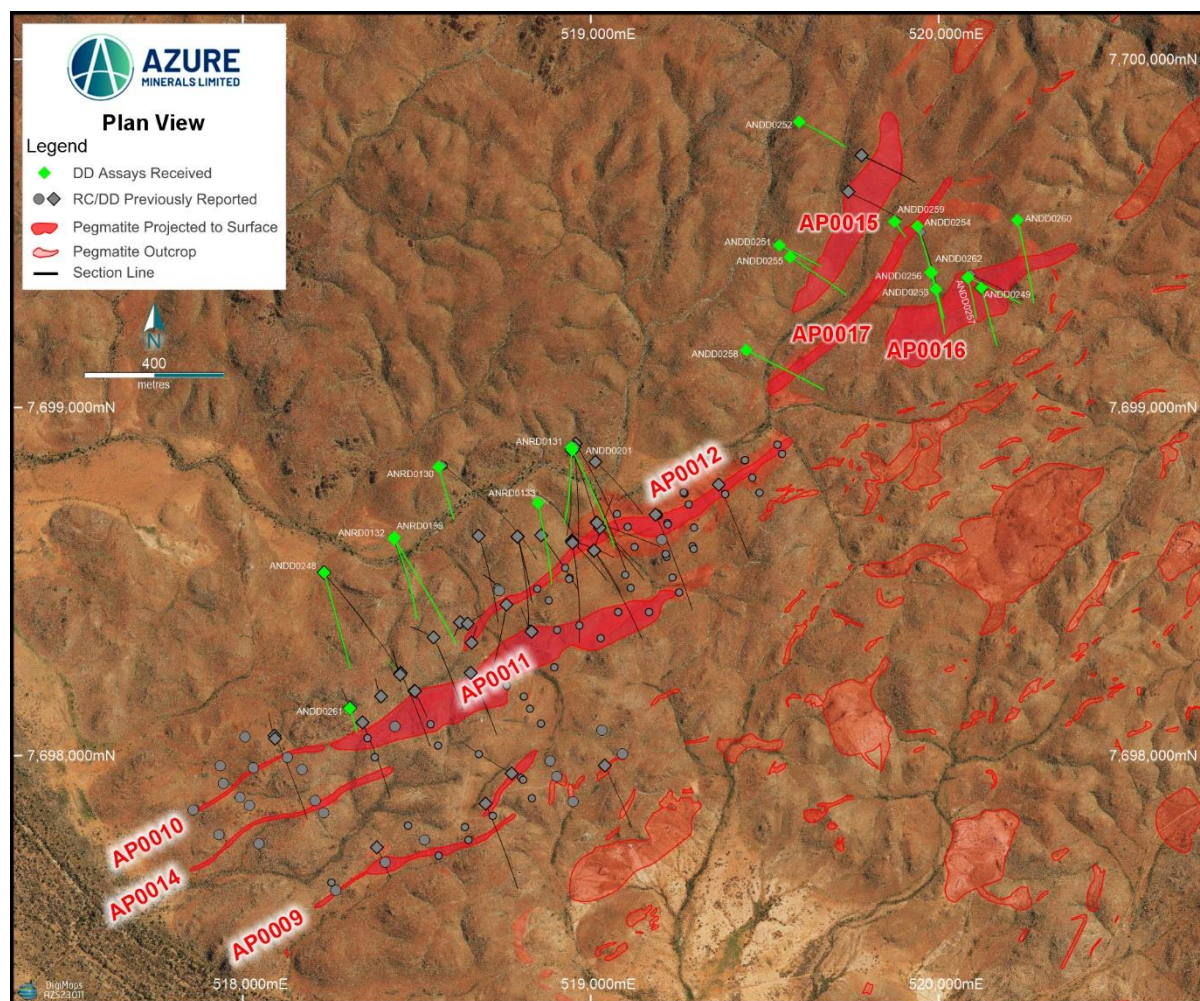 518,000mE
519,000mE
520,000mE
7,700,000mN
AZURE
MINERALS LIMITED
Plan View
Legend
DD Assays Received
RC/DD Previously Reported
Pegmatite Projected to Surface
Pegmatite Outcrop
Section Line
N
400
metres
ANDD0252
ANDD0259
ANDD0254
ANDD0260
AP0015
ANDD0251
ANDD0255
ANDD0262
ANDD0256
ANDD0253
ANDD0257
ANDD0249
AP0017
AP0016
ANDD0258
7,699,000mN
7,699,000mN
ANRD0131
ANDD0201
AP0012
ANRD0130
ANRD0133
ANRD0132
ANRD0198
ANDD0248
AP0011
ANDD0261
7,698,000mN
7,698,000mN
AP0010
AP0014
AP0009
DigiMaps
AZS23011
518,000mE
519,000mE
520,000mE